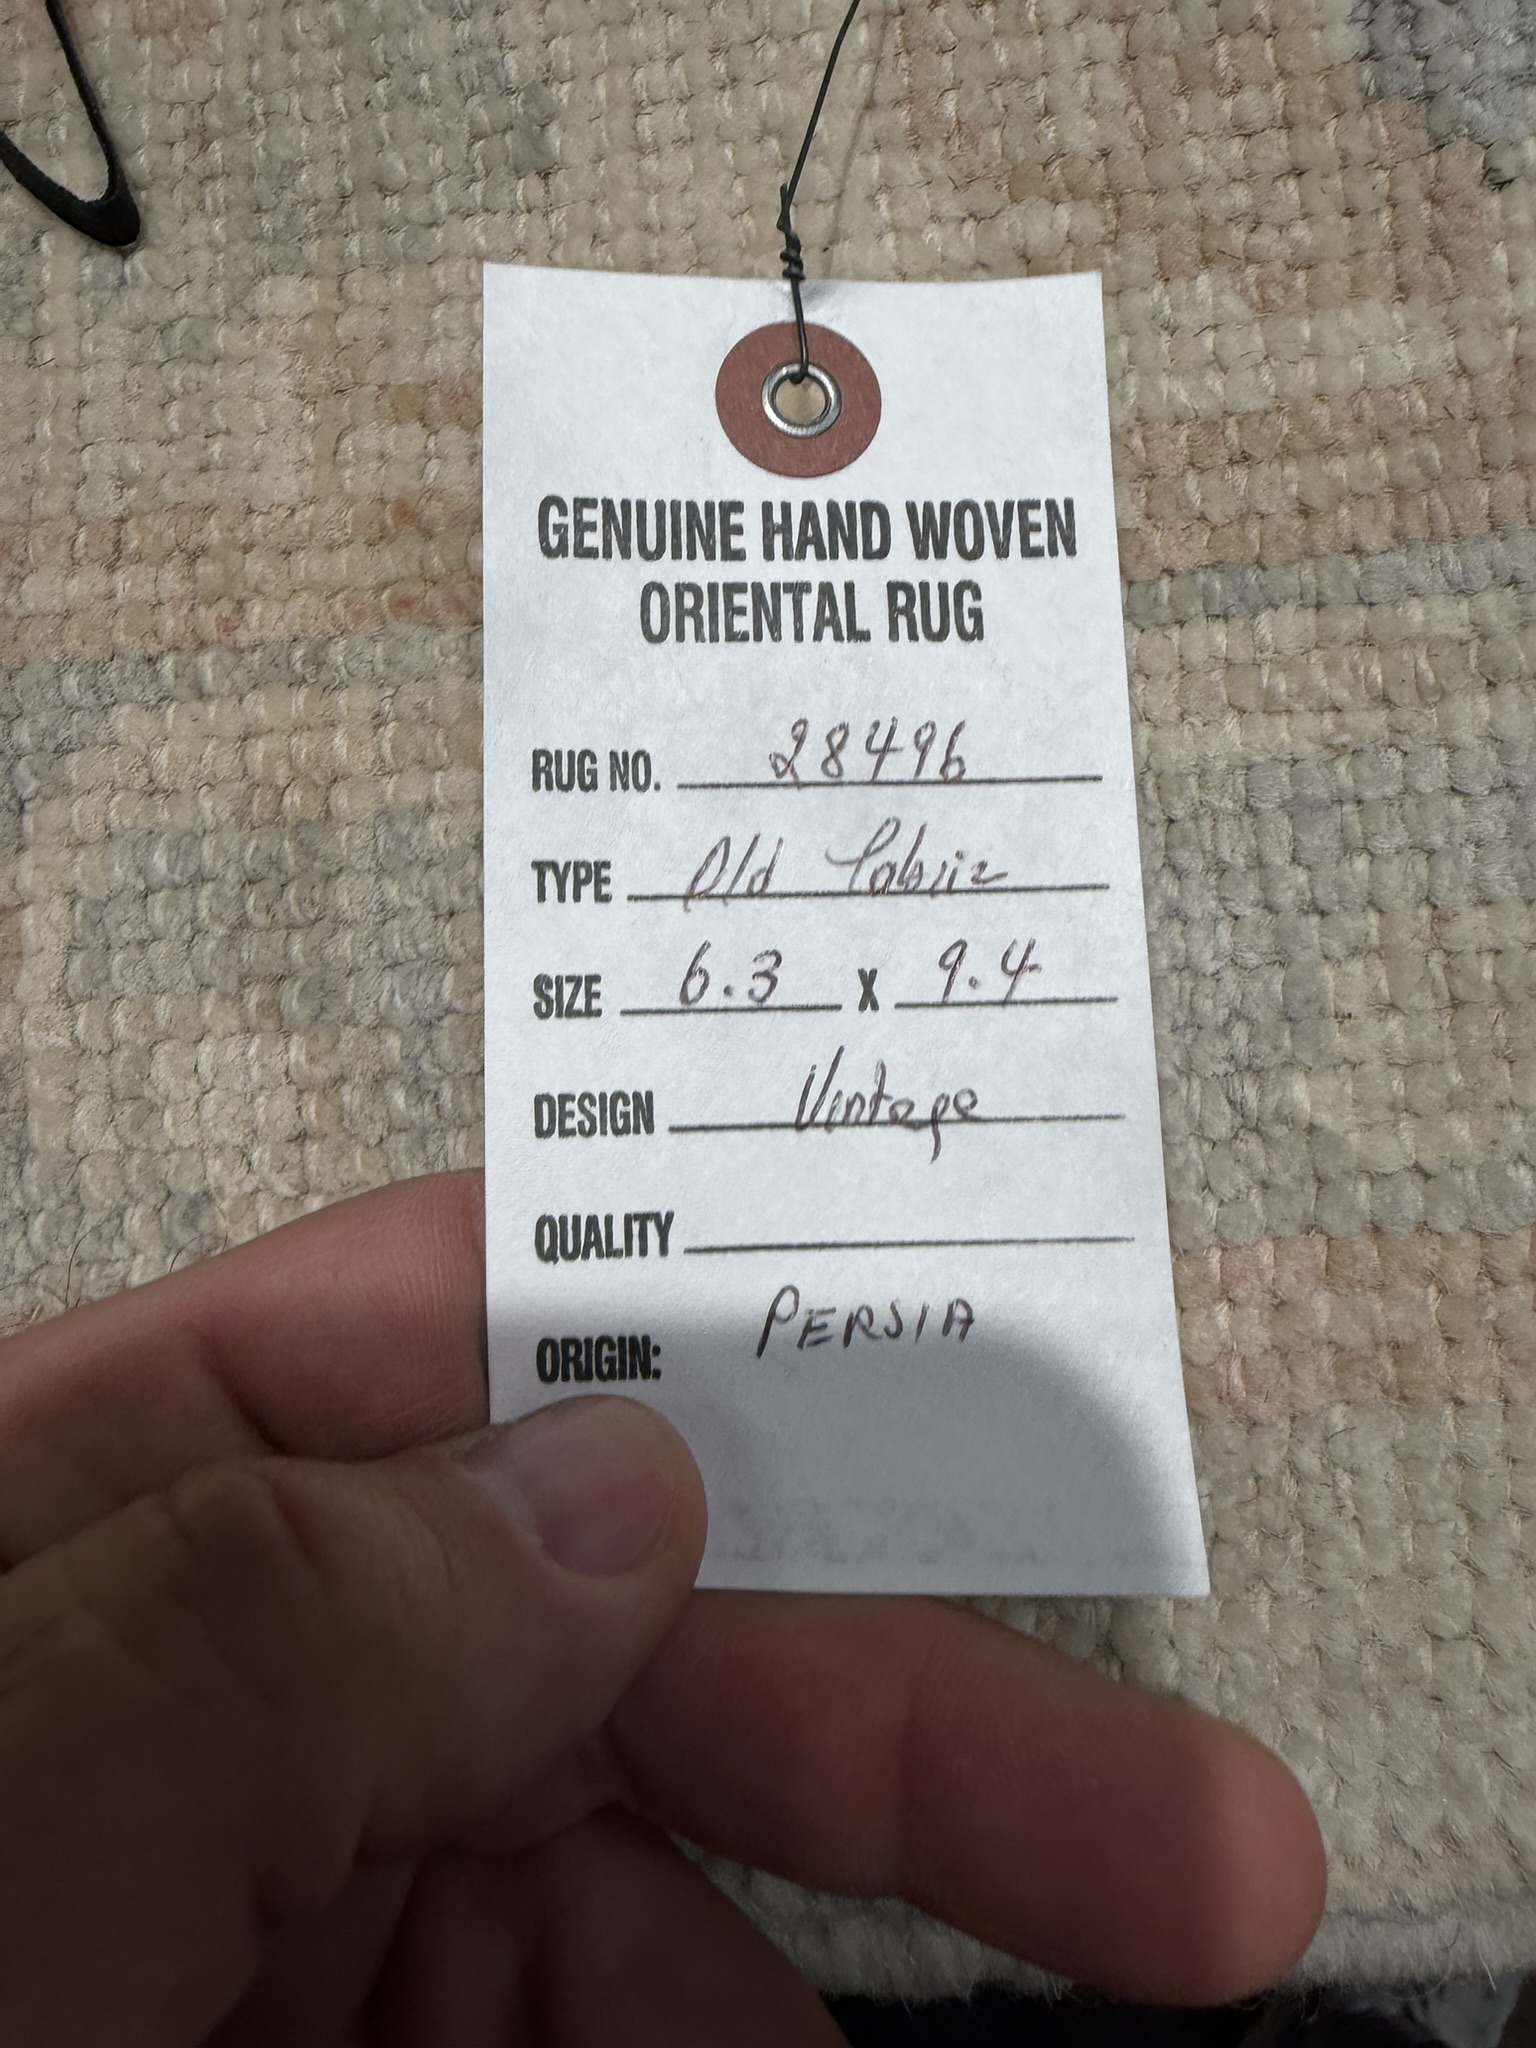 GENUINE HAND WOVEN
ORIENTAL RUG
RUG NO. 28496
TYPE Old Tabriz
SIZE 6.3 X 9.4
DESIGN Vintage
QUALITY
ORIGIN: PERSIA